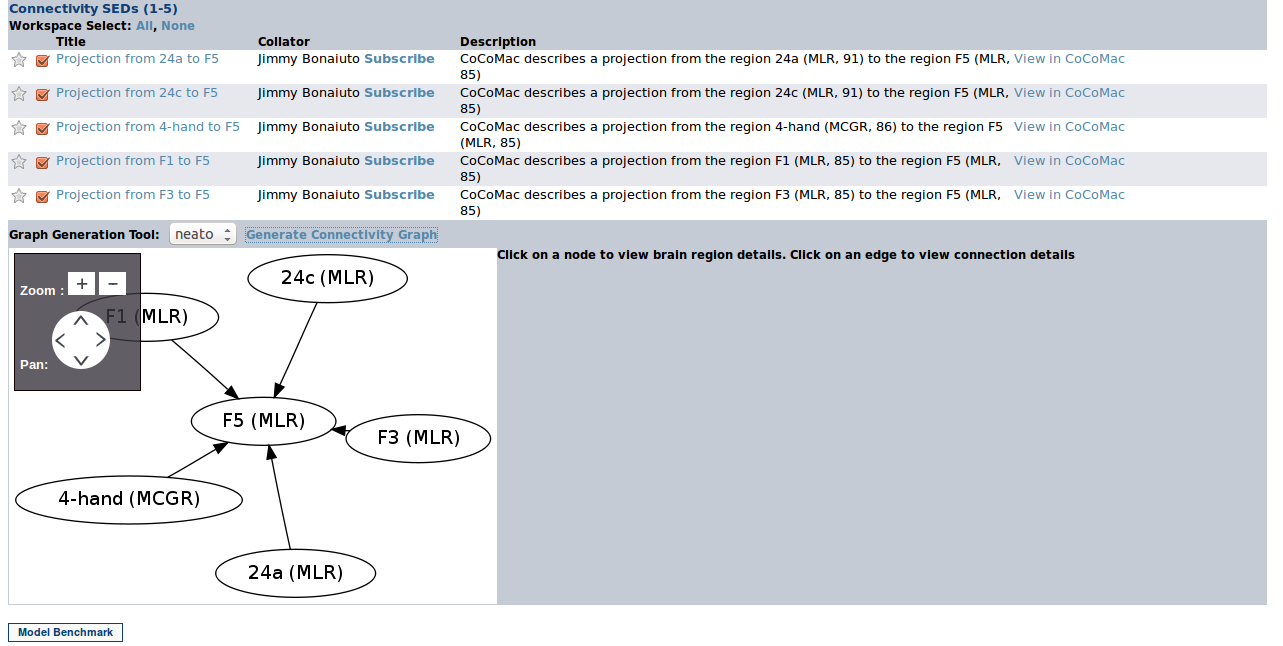 Connectivity SEDs (1-5)
Workspace Select: All, None
Title Collator Description
Projection from 24a to F5 Jimmy Bonaiuto Subscribe CoCoMac describes a projection from the region 24a (MLR, 91) to the region F5 (MLR, 85) View in CoCoMac
Projection from 24c to F5 Jimmy Bonaiuto Subscribe CoCoMac describes a projection from the region 24c (MLR, 91) to the region F5 (MLR, 85) View in CoCoMac
Projection from 4-hand to F5 Jimmy Bonaiuto Subscribe CoCoMac describes a projection from the region 4-hand (MCGR, 86) to the region F5 (MLR, 85) View in CoCoMac
Projection from F1 to F5 Jimmy Bonaiuto Subscribe CoCoMac describes a projection from the region F1 (MLR, 85) to the region F5 (MLR, 85) View in CoCoMac
Projection from F3 to F5 Jimmy Bonaiuto Subscribe CoCoMac describes a projection from the region F3 (MLR, 85) to the region F5 (MLR, 85) View in CoCoMac
Graph Generation Tool: neato Generate Connectivity Graph
Click on a node to view brain region details. Click on an edge to view connection details
Zoom : + −
Pan:
24c (MLR)
F1 (MLR)
F5 (MLR)
F3 (MLR)
4-hand (MCGR)
24a (MLR)
Model Benchmark